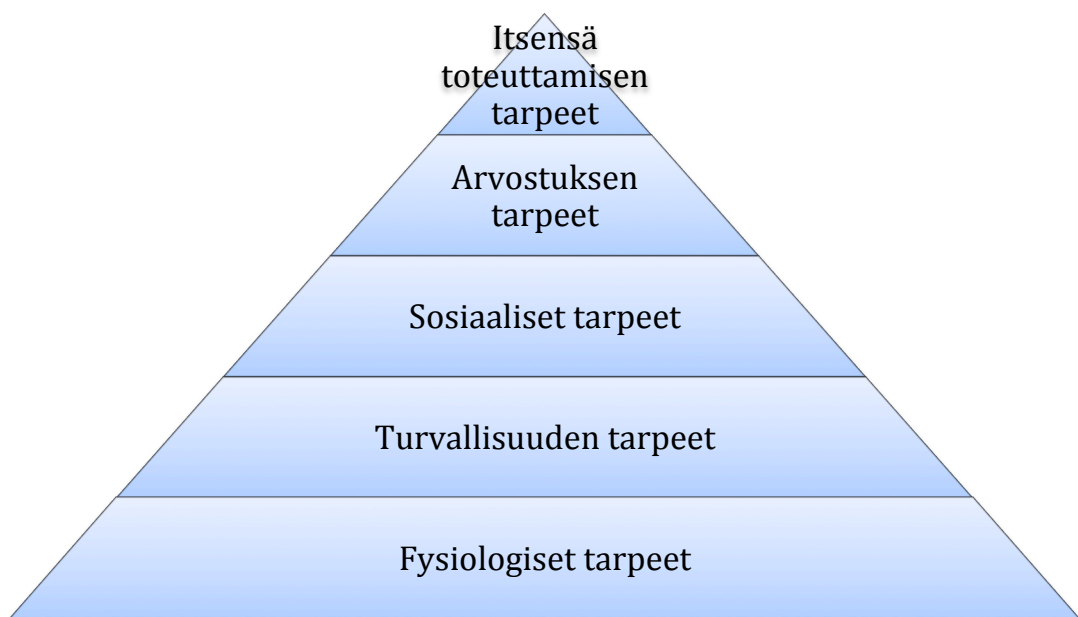 Itsensä
toteuttamisen
tarpeet
Arvostuksen
tarpeet
Sosiaaliset tarpeet
Turvallisuuden tarpeet
Fysiologiset tarpeet